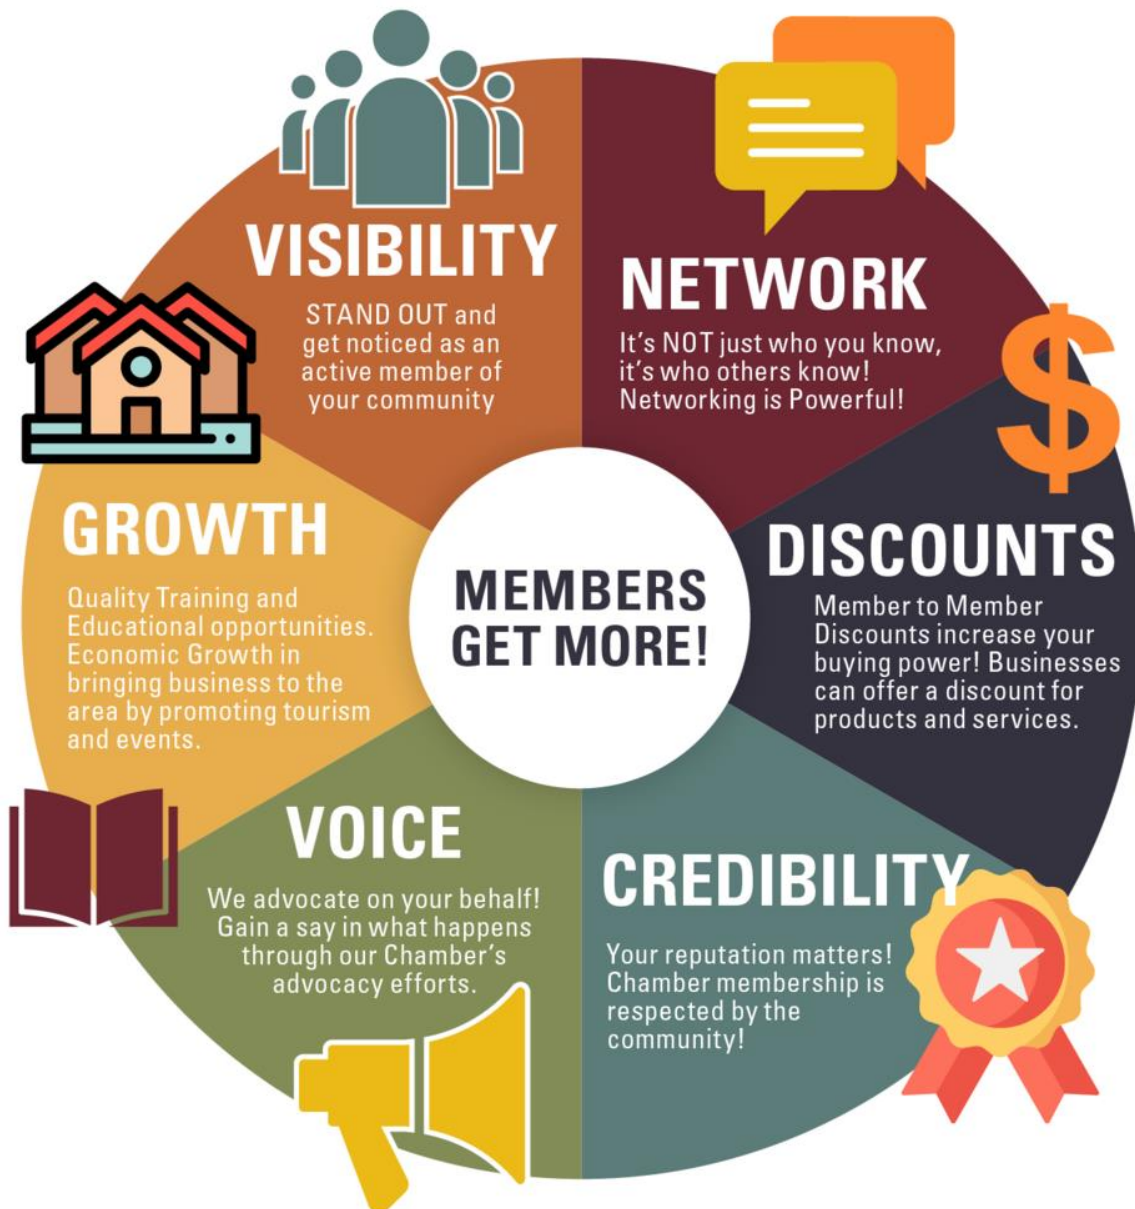 VISIBILITY
STAND OUT and
get noticed as an
active member of
your community
NETWORK
It's NOT just who you know,
it's who others know!
Networking is Powerful!
DISCOUNTS
Member to Member
Discounts increase your
buying power! Businesses
can offer a discount for
products and services.
CREDIBILITY
Your reputation matters!
Chamber membership is
respected by the
community!
VOICE
We advocate on your behalf!
Gain a say in what happens
through our Chamber's
advocacy efforts.
GROWTH
Quality Training and
Educational opportunities.
Economic Growth in
bringing business to the
area by promoting tourism
and events.
MEMBERS
GET MORE!